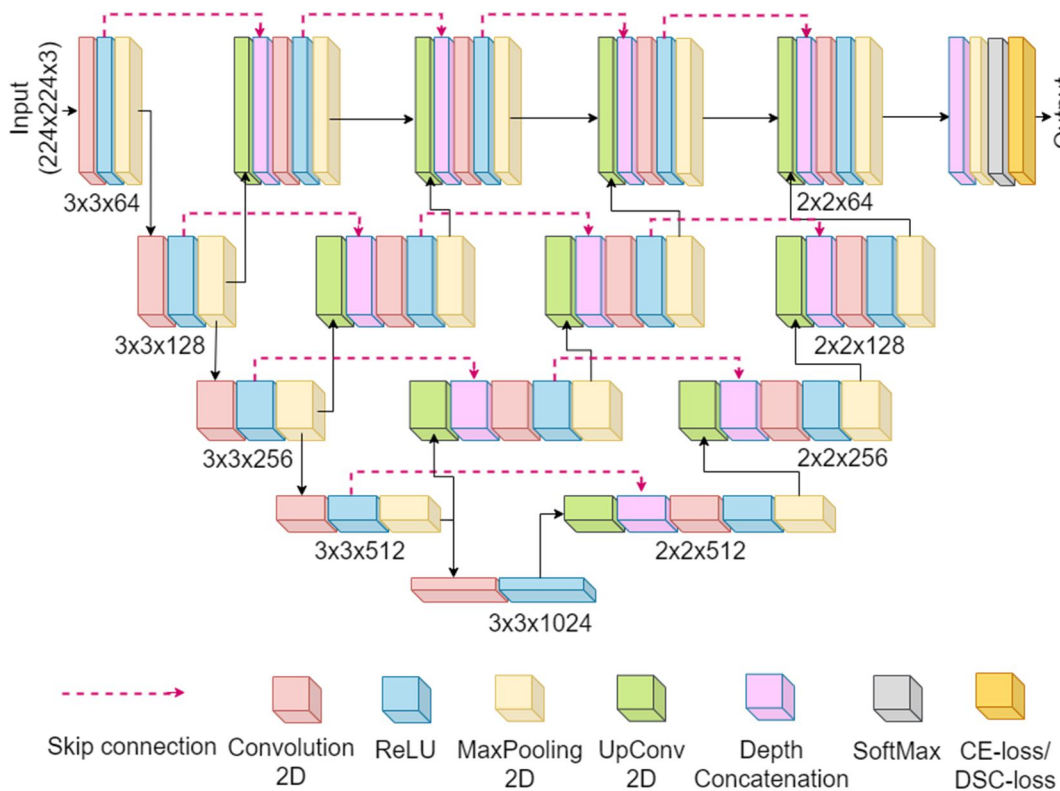 Input
(224x224x3)
Output
3x3x64
2x2x64
3x3x128
2x2x128
3x3x256
2x2x256
3x3x512
2x2x512
3x3x1024
Skip connection
Convolution
2D
ReLU
MaxPooling
2D
UpConv
2D
Depth
Concatenation
SoftMax
CE-loss/
DSC-loss